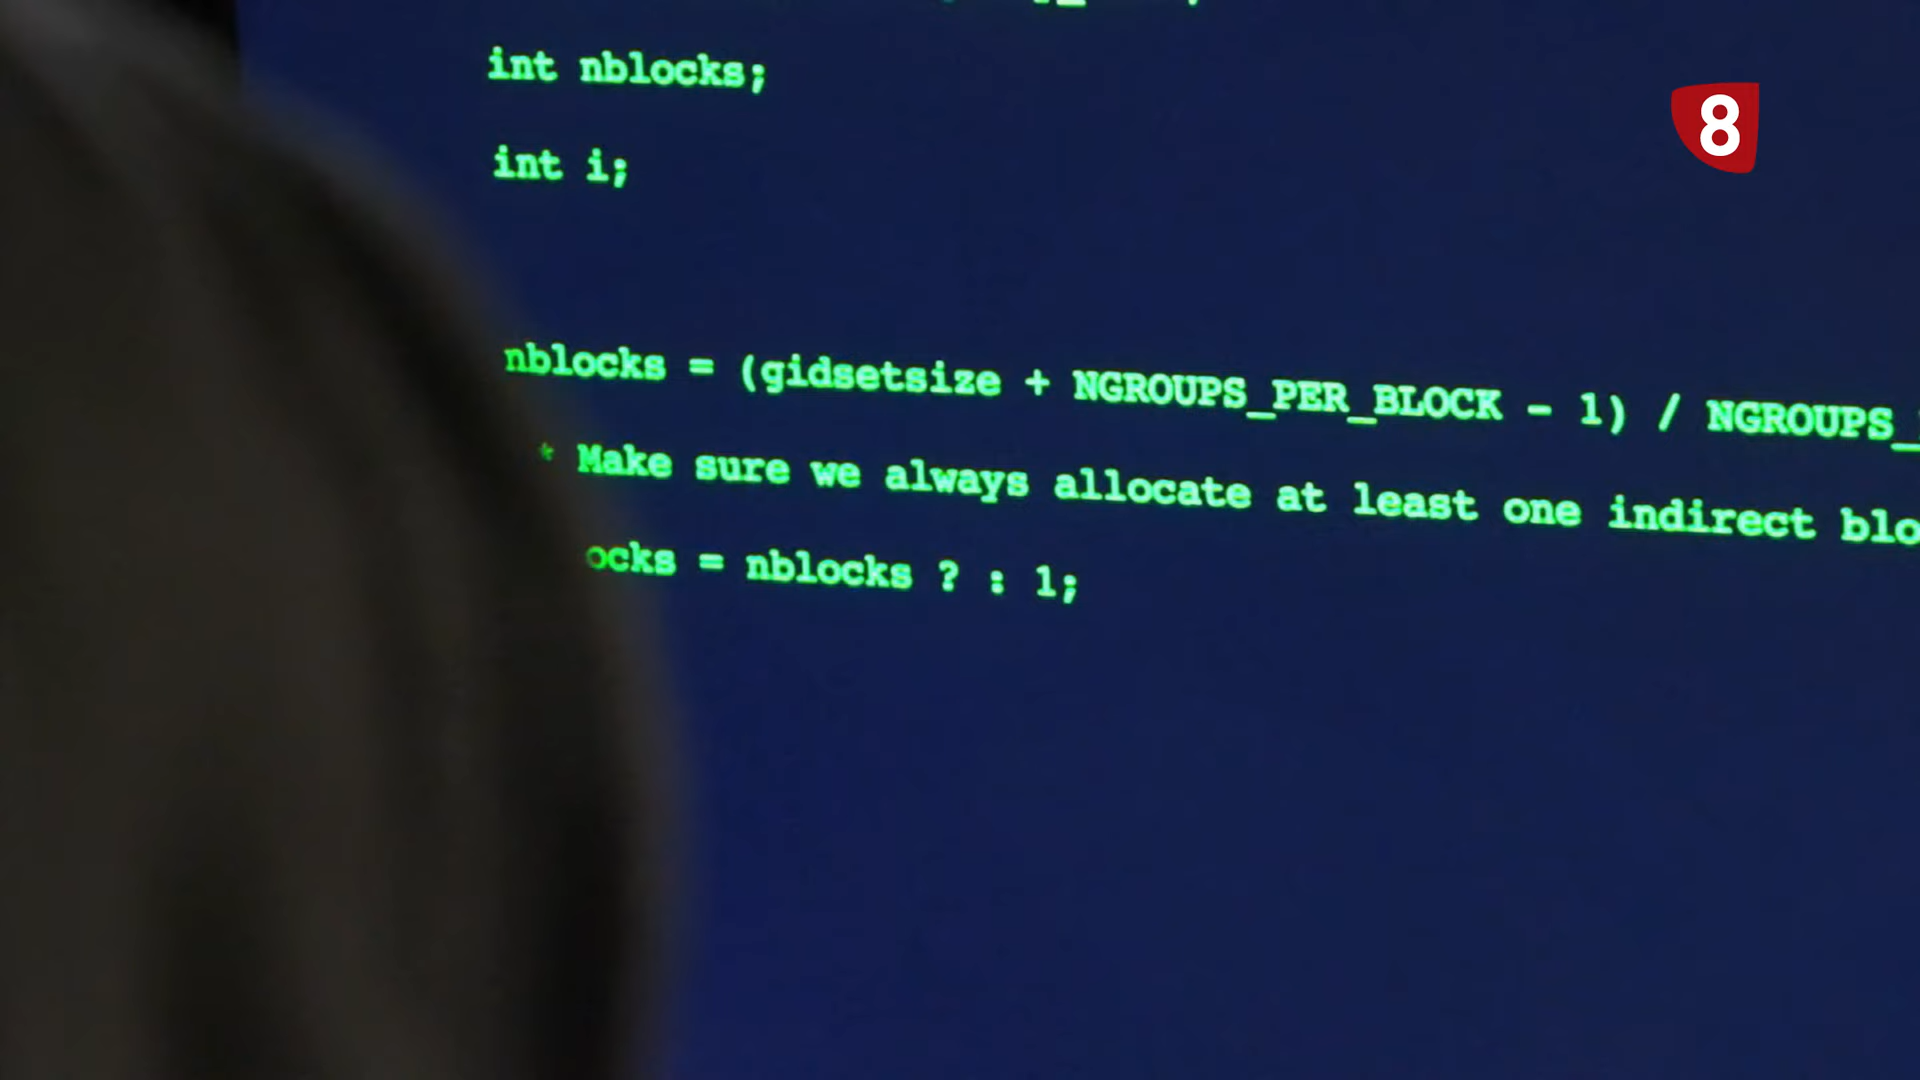 int nblocks;
8
int i;
nblocks = (gidsetsize + NGROUPS_PER_BLOCK - 1) / NGROUPS_
* Make sure we always allocate at least one indirect blo
ocks = nblocks ? : 1;